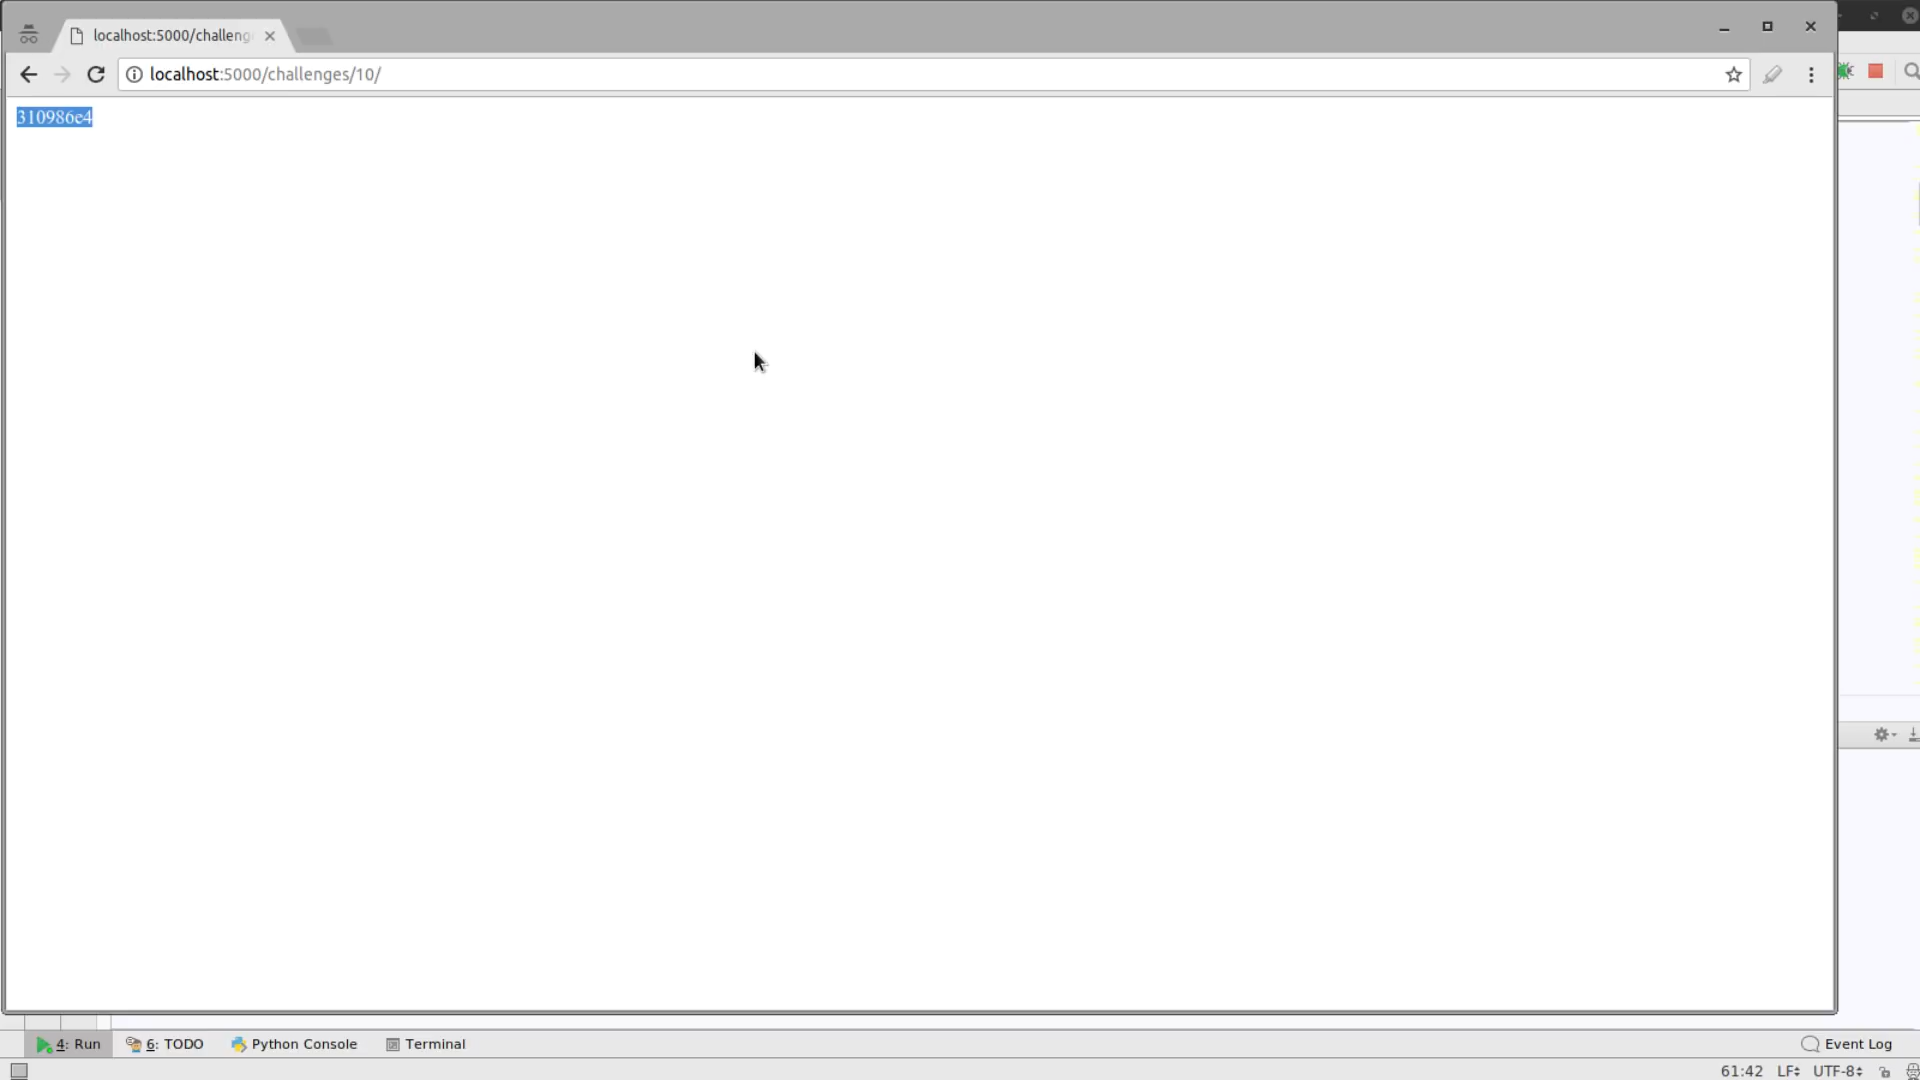 localhost:5000/challeng
localhost:5000/challenges/10/
310986e4
4: Run
6: TODO
Python Console
Terminal
Event Log
61:42
LF
UTF-8